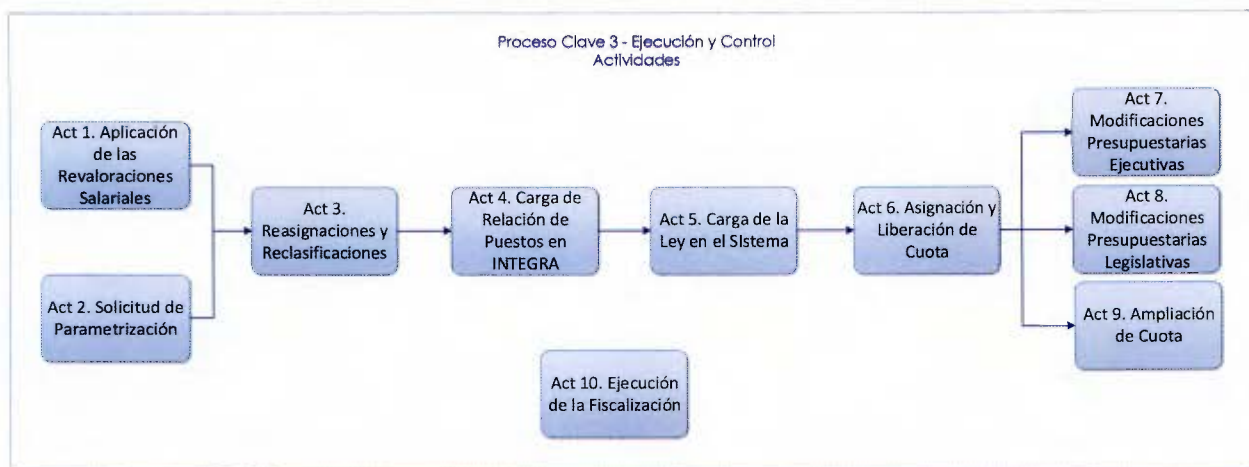 Proceso Clave 3 - Ejecución y Control
Actividades
Act 1. Aplicación
de las
Revaloraciones
Salariales
Act 2. Solicitud de
Parametrización
Act 3.
Reasignaciones y
Reclasificaciones
Act 4. Carga de
Relación de
Puestos en
INTEGRA
Act 5. Carga de la
Ley en el SIstema
Act 6. Asignación y
Liberación de
Cuota
Act 7.
Modificaciones
Presupuestarias
Ejecutivas
Act 8.
Modificaciones
Presupuestarias
Legislativas
Act 9. Ampliación
de Cuota
Act 10. Ejecución
de la Fiscalización